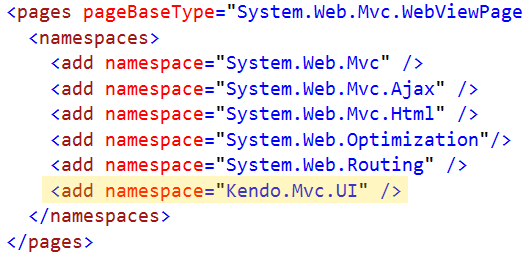 <pages pageBaseType="System.Web.Mvc.WebViewPage
<namespaces>
<add namespace="System.Web.Mvc" />
<add namespace="System.Web.Mvc.Ajax" />
<add namespace="System.Web.Mvc.Html" />
<add namespace="System.Web.Optimization"/>
<add namespace="System.Web.Routing" />
<add namespace="Kendo.Mvc.UI" />
</namespaces>
</pages>